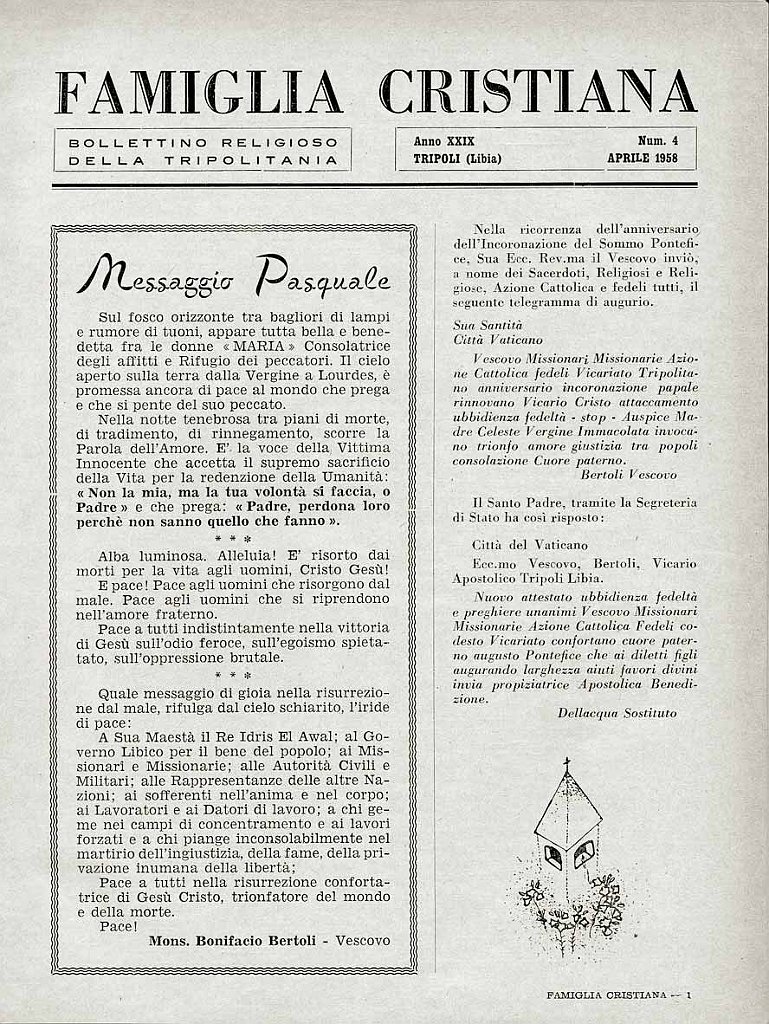 FAMIGLIA CRISTIANA
BOLLETTINO RELIGIOSO
DELLA TRIPOLITANIA
Anno XXIX Num. 4
TRIPOLI (Libia) APRILE 1958
Messaggio Pasquale
Sul fosco orizzonte tra bagliori di lampi
e rumore di tuoni, appare tutta bella e bene-
detta fra le donne « MARIA » Consolatrice
degli affitti e Rifugio dei peccatori. Il cielo
aperto sulla terra dalla Vergine a Lourdes, è
promessa ancora di pace al mondo che prega
e che si pente del suo peccato.
Nella notte tenebrosa tra piani di morte,
di tradimento, di rinnegamento, scorre la
Parola dell'Amore. E' la voce della Vittima
Innocente che accetta il supremo sacrificio
della Vita per la redenzione della Umanità:
« Non la mia, ma la tua volontà si faccia, o
Padre » e che prega: « Padre, perdona loro
perchè non sanno quello che fanno ».
* * *
Alba luminosa. Alleluia! E' risorto dai
morti per la vita agli uomini, Cristo Gesù!
E pace! Pace agli uomini che risorgono dal
male. Pace agli uomini che si riprendono
nell'amore fraterno.
Pace a tutti indistintamente nella vittoria
di Gesù sull'odio feroce, sull'egoismo spieta-
tato, sull'oppressione brutale.
* * *
Quale messaggio di gioia nella risurrezio-
ne dal male, rifulga dal cielo schiarito, l'iride
di pace:
A Sua Maestà il Re Idris El Awal; al Go-
verno Libico per il bene del popolo; ai Mis-
sionari e Missionarie; alle Autorità Civili e
Militari; alle Rappresentanze delle altre Na-
zioni; ai sofferenti nell'anima e nel corpo;
ai Lavoratori e ai Datori di lavoro; a chi ge-
me nei campi di concentramento e ai lavori
forzati e a chi piange inconsolabilmente nel
martirio dell'ingiustizia, della fame, della pri-
vazione inumana della libertà;
Pace a tutti nella risurrezione conforta-
trice di Gesù Cristo, trionfatore del mondo
e della morte.
Pace!
Mons. Bonifacio Bertoli - Vescovo
Nella ricorrenza dell'anniversario
dell'Incoronazione del Sommo Pontefi-
ce, Sua Ecc. Rev.ma il Vescovo inviò,
a nome dei Sacerdoti, Religiosi e Reli-
giose, Azione Cattolica e fedeli tutti, il
seguente telegramma di augurio.
Sua Santità
Città Vaticano
Vescovo Missionari Missionarie Azio-
ne Cattolica fedeli Vicariato Tripolita-
no anniversario incoronazione papale
rinnovano Vicario Cristo attaccamento
ubbidienza fedeltà - stop - Auspice Ma-
dre Celeste Vergine Immacolata invoca-
no trionfo amore giustizia tra popoli
consolazione Cuore paterno.
Bertoli Vescovo
Il Santo Padre, tramite la Segreteria
di Stato ha così risposto:
Città del Vaticano
Ecc.mo Vescovo, Bertoli, Vicario
Apostolico Tripoli Libia.
Nuovo attestato ubbidienza fedeltà
e preghiere unanimi Vescovo Missionari
Missionarie Azione Cattolica Fedeli co-
desto Vicariato confortano cuore pater-
no augusto Pontefice che ai diletti figli
augurando larghezza aiuti favori divini
invia propiziatrice Apostolica Benedi-
zione.
Dellacqua Sostituto
FAMIGLIA CRISTIANA — 1